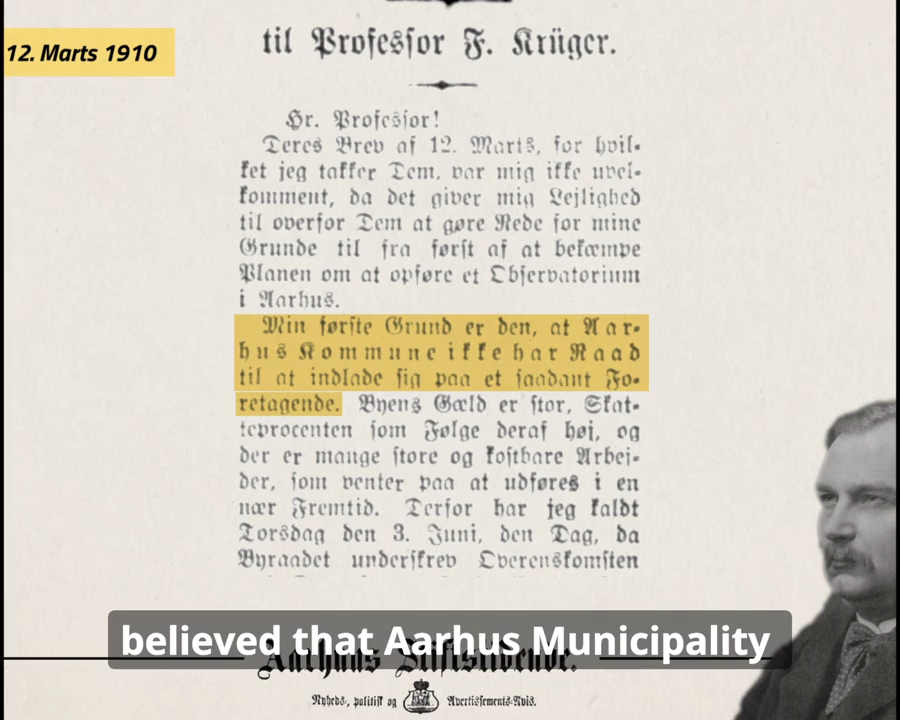 12. Marts 1910
til Professor F. Krüger.
Hr. Professor!
Deres Brev af 12. Marts, for hvil-
ket jeg takker Dem, var mig ikke uvel-
komment, da det giver mig Lejlighed
til overfor Dem at gøre Rede for mine
Grunde til fra først af at bekæmpe
Planen om at opføre et Observatorium
i Aarhus.
Min første Grund er den, at Aar-
hus Kommune ikke har Raad
til at indlade sig paa et saadant Fo-
retagende. Byens Gæld er stor, Skat-
teprocenten som Følge deraf høj, og
der er mange store og kostbare Arbej-
der, som venter paa at udføres i en
nær Fremtid. Derfor har jeg kaldt
Torsdag den 3. Juni, den Dag, da
Byraadet underskrev Overenskomsten
believed that Aarhus Municipality
Aarhuus Stiftstidende.
Nyheds-, politisk og Avertissements-Avis.